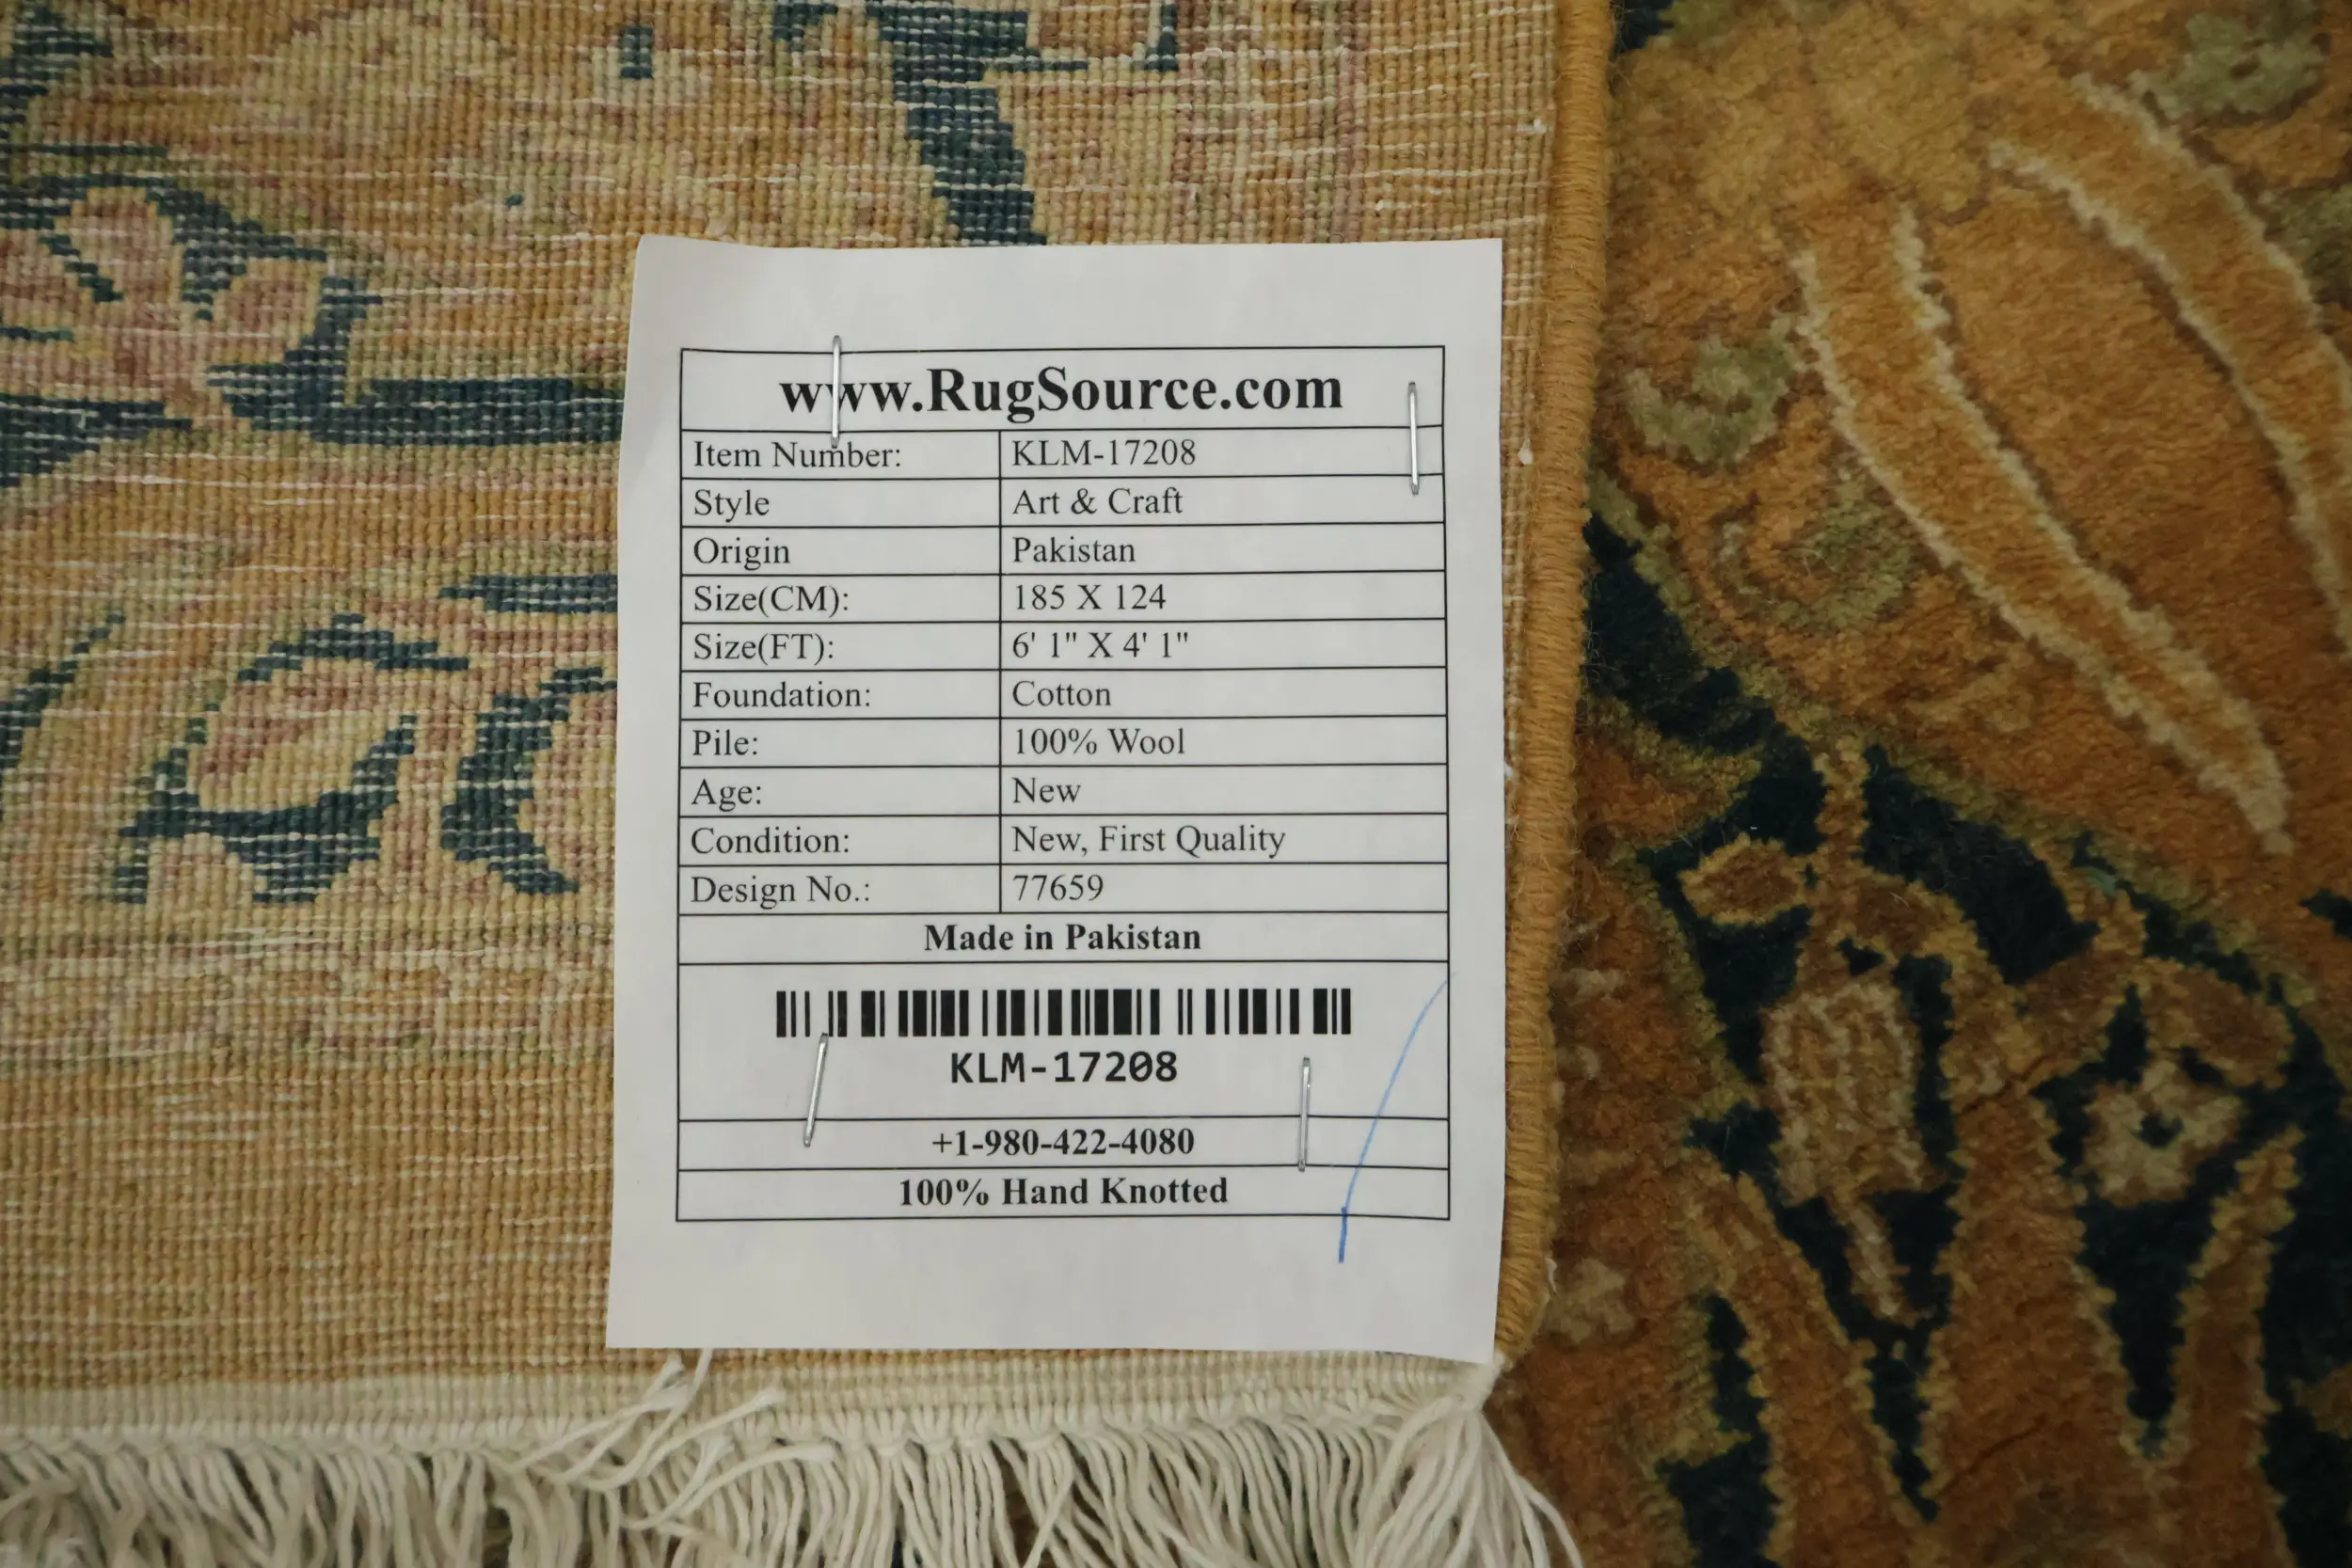 www.RugSource.com
Item Number: KLM-17208
Style Art & Craft
Origin Pakistan
Size(CM): 185 X 124
Size(FT): 6' 1" X 4' 1"
Foundation: Cotton
Pile: 100% Wool
Age: New
Condition: New, First Quality
Design No.: 77659
Made in Pakistan
KLM-17208
+1-980-422-4080
100% Hand Knotted